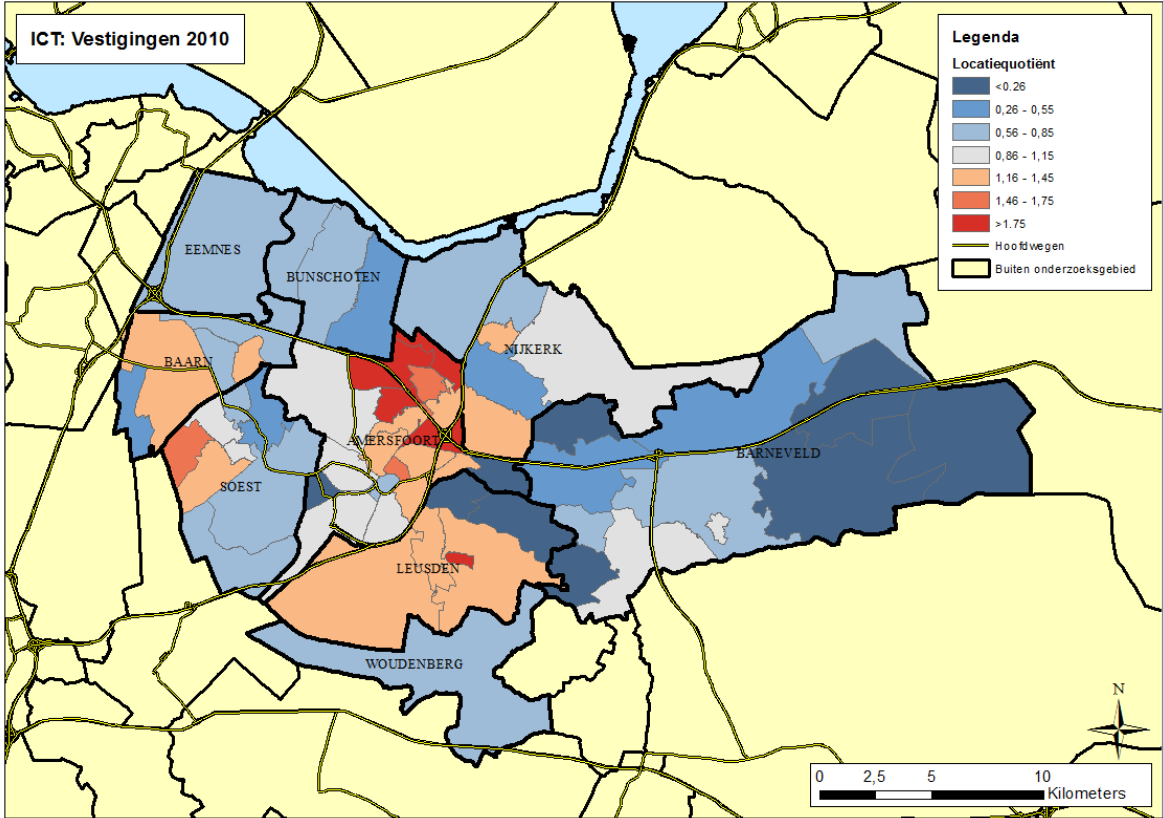 ICT: Vestigingen 2010
Legenda
Locatiequotiënt
<0.26
0,26 - 0,55
0,56 - 0,85
0,86 - 1,15
1,16 - 1,45
1,46 - 1,75
>1.75
Hoofdwegen
Buiten onderzoeksgebied
EEMNES
BUNSCHOTEN
NIJKERK
BAARN
AMERSFOORT
BARNEVELD
SOEST
LEUSDEN
WOUDENBERG
N
0 2,5 5 10
Kilometers